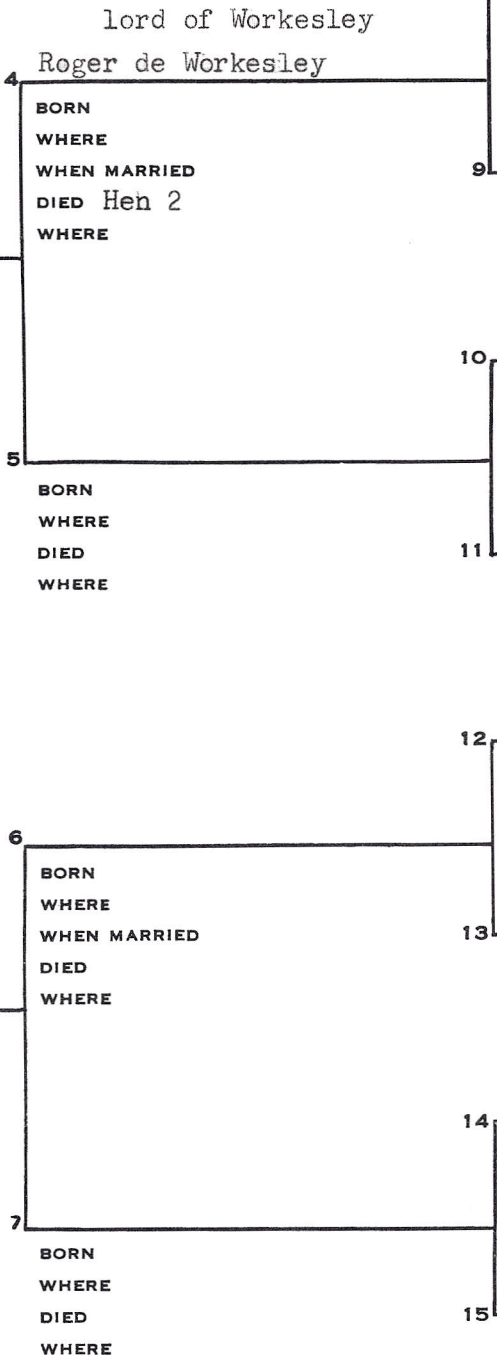 lord of Workesley
Roger de Workesley
4
BORN
WHERE
WHEN MARRIED
9
DIED Hen 2
WHERE
10
5
BORN
WHERE
DIED
11
WHERE
12
6
BORN
WHERE
WHEN MARRIED
13
DIED
WHERE
14
7
BORN
WHERE
DIED
15
WHERE